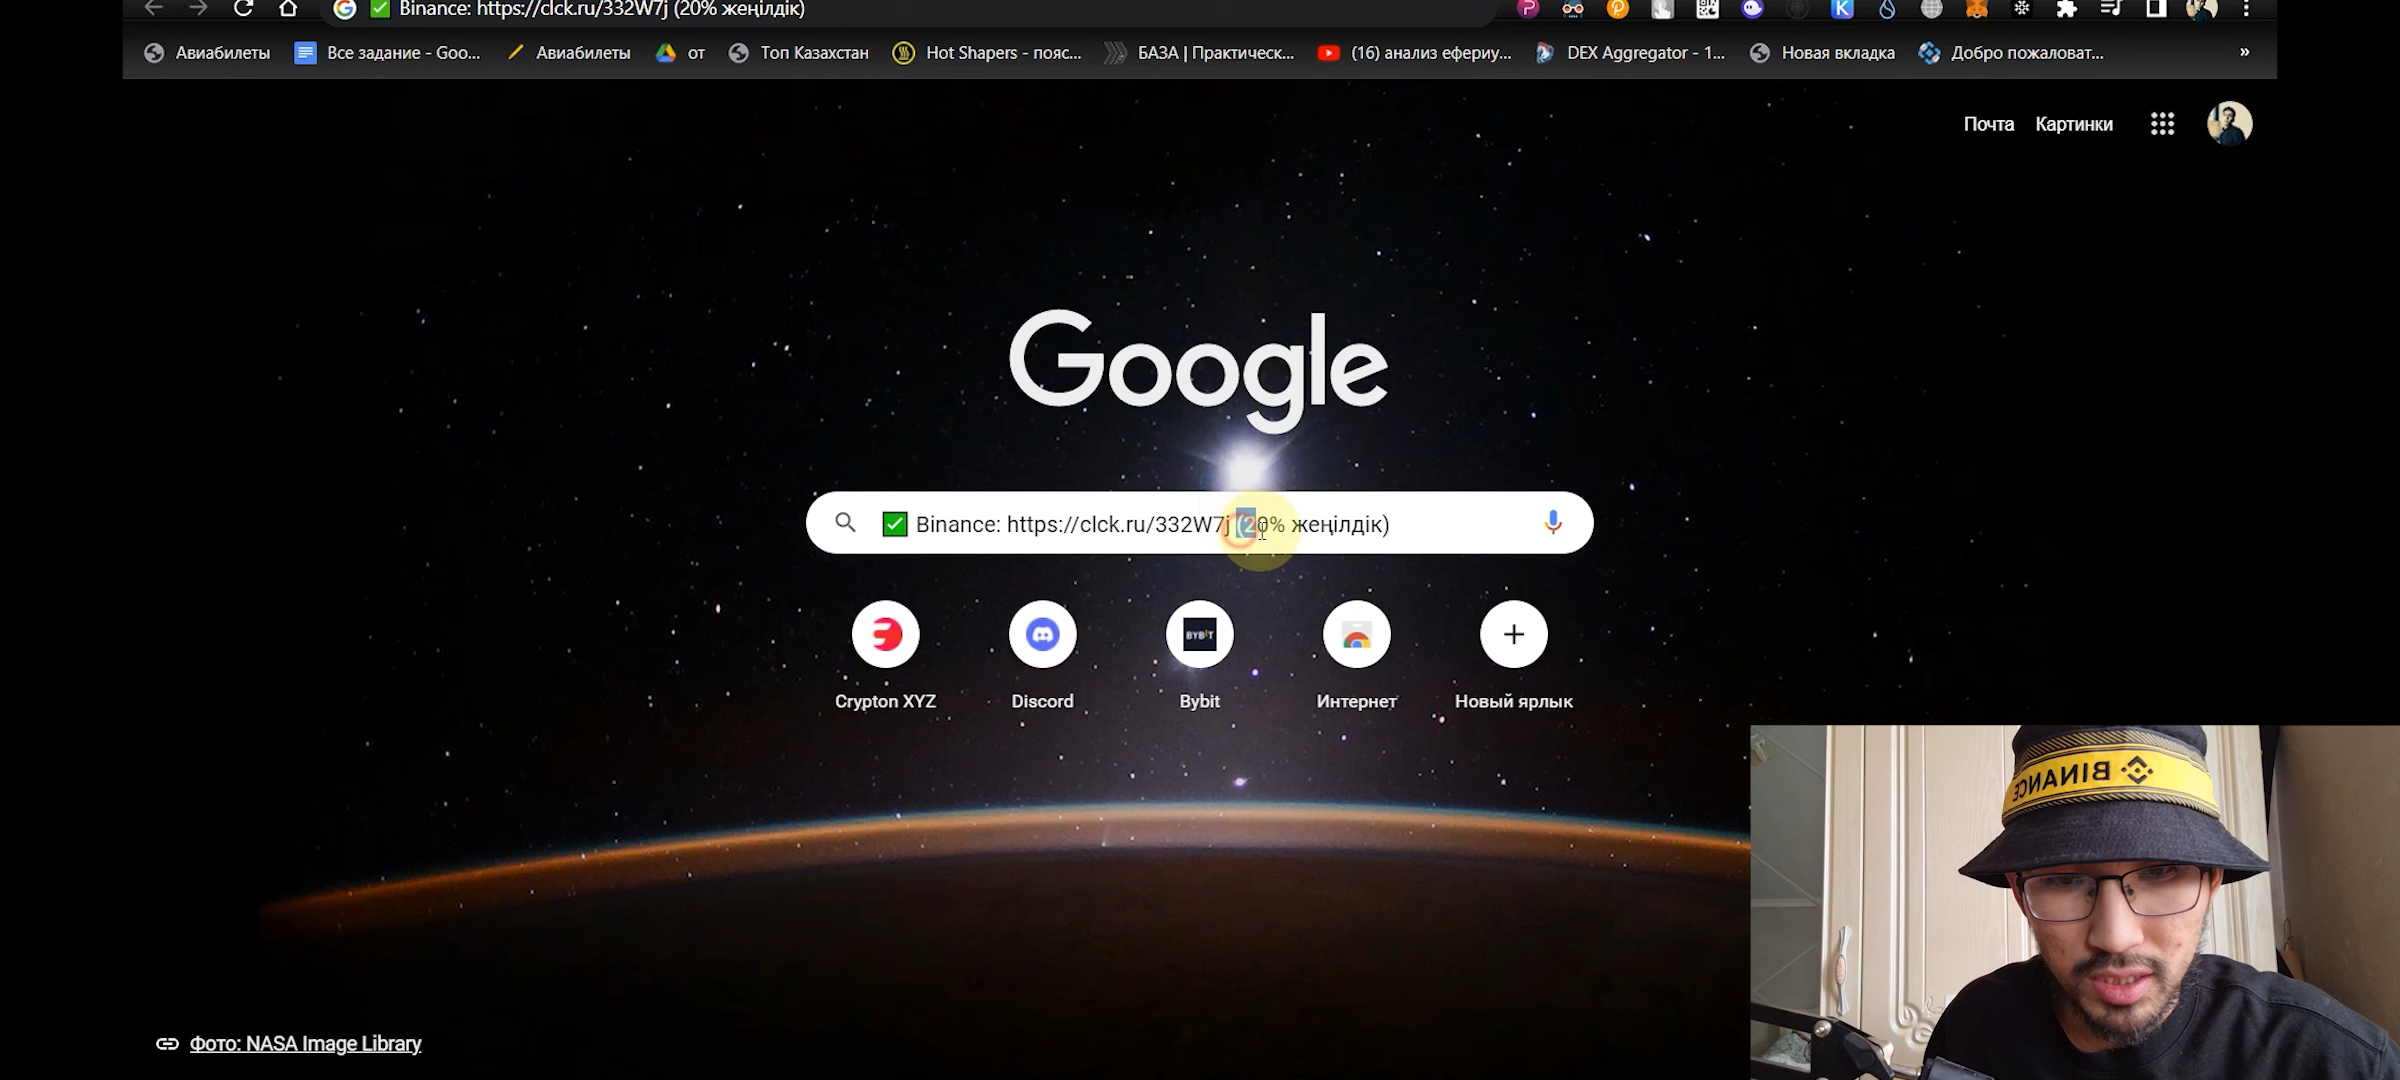 ✅ Binance: https://clck.ru/332W7j (20% жеңілдік)
Авиабилеты
Все задание - Goo...
Авиабилеты
от
Топ Казахстан
Hot Shapers - пояс...
БАЗА | Практическ...
(16) анализ ефериу...
DEX Aggregator - 1...
Новая вкладка
Добро пожаловат...
»
Почта
Картинки
Google
✅ Binance: https://clck.ru/332W7j (20% жеңілдік)
BYBIT
Crypton XYZ
Discord
Bybit
Интернет
Новый ярлык
BINANCE
Фото: NASA Image Library